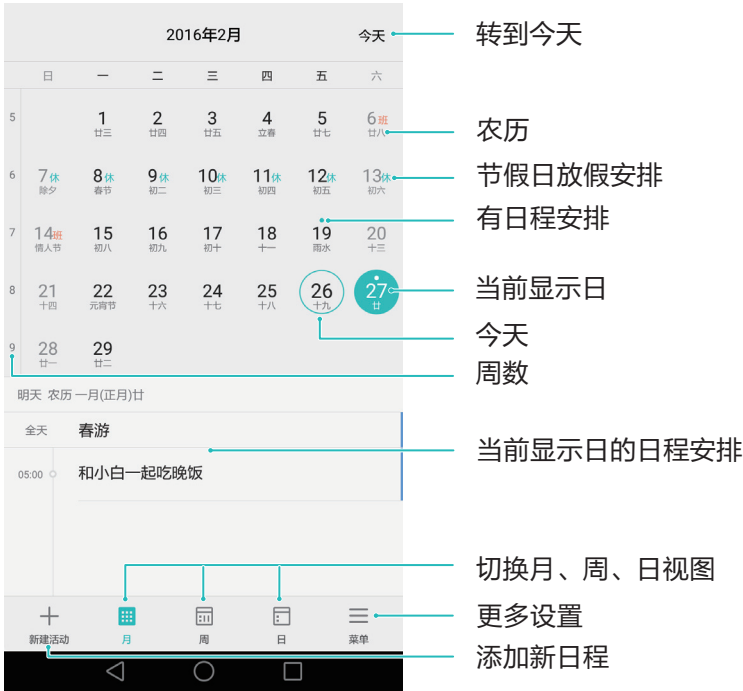 2016年2月 今天 转到今天
日 一 二 三 四 五 六
5 1 2 3 4 5 6班
廿三 廿四 廿五 立春 廿七 廿八 农历
6 7休 8休 9休 10休 11休 12休 13休 节假日放假安排
除夕 春节 初二 初三 初四 初五 初六
有日程安排
7 14班 15 16 17 18 19 20
情人节 初八 初九 初十 十一 雨水 十三
8 21 22 23 24 25 26 27 当前显示日
十四 元宵节 十六 十七 十八 十九 廿
今天
9 28 29
廿一 廿二
周数
明天 农历 一月(正月)廿
全天 春游
当前显示日的日程安排
05:00 和小白一起吃晚饭
切换月、周、日视图
更多设置
新建活动 月 周 日 菜单
添加新日程